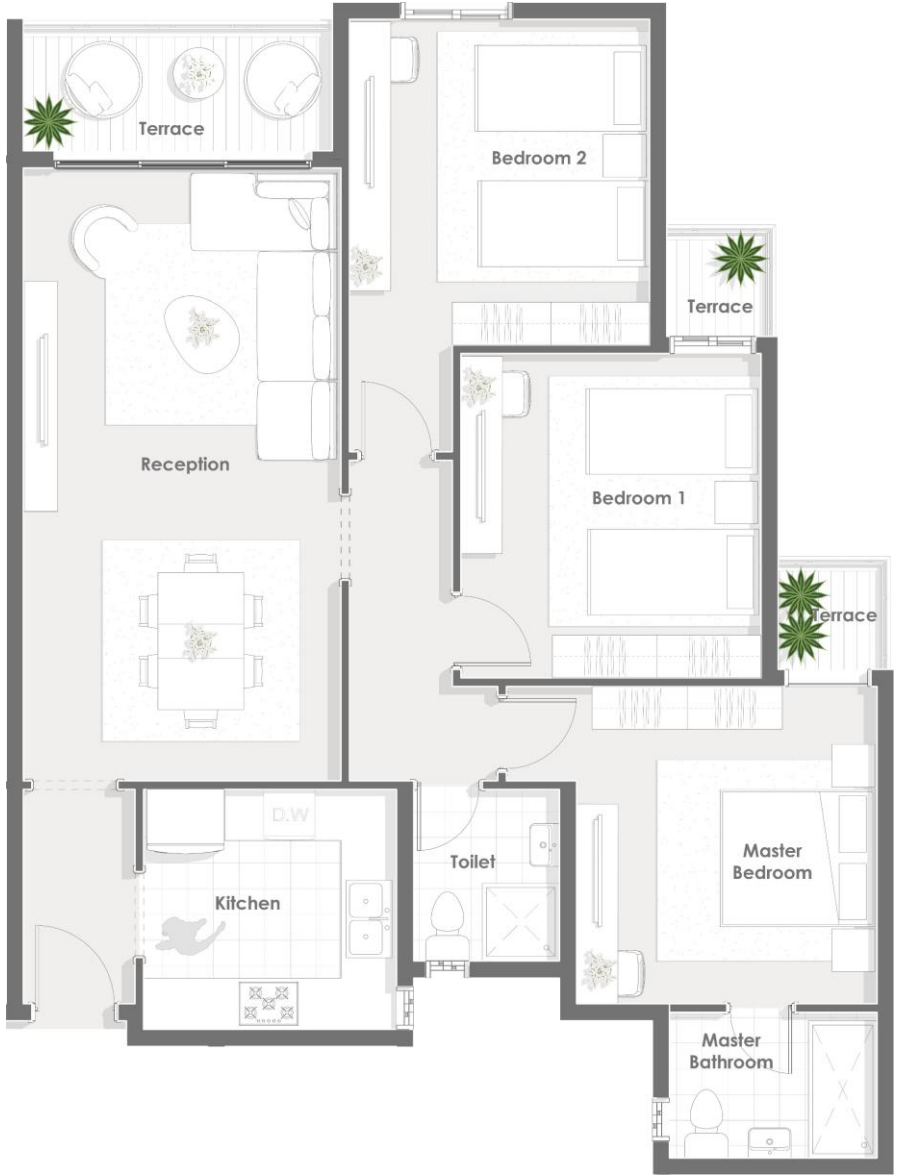 Terrace
Bedroom 2
Terrace
Reception
Bedroom 1
Terrace
D.W
Kitchen
Toilet
Master
Bedroom
Master
Bathroom